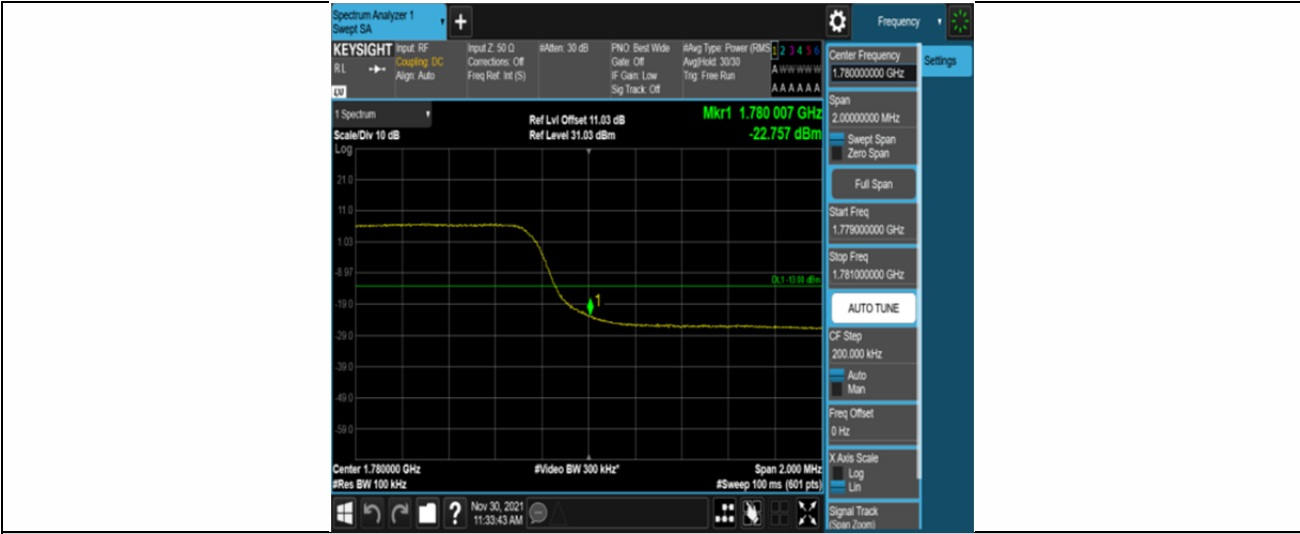 Spectrum Analyzer 1
Swept SA
+
Frequency
KEYSIGHT
RL
LXI
Input: RF
Coupling: DC
Align: Auto
Input Z: 50 Ω
Corrections: Off
Freq Ref: Int (S)
#Atten: 30 dB
PNO: Best Wide
Gate: Off
IF Gain: Low
Sig Track: Off
#Avg Type: Power (RMS
Avg|Hold: 30/30
Trig: Free Run
1 2 3 4 5 6
A W W W W W
A A A A A A
1 Spectrum
Scale/Div 10 dB
Log
Ref Lvl Offset 11.03 dB
Ref Level 31.03 dBm
Mkr1 1.780 007 GHz
-22.757 dBm
21.0
11.0
1.03
-8.97
-19.0
-29.0
-39.0
-49.0
-59.0
DL1 -13.00 dBm
1
Center 1.780000 GHz
#Res BW 100 kHz
#Video BW 300 kHz*
Span 2.000 MHz
#Sweep 100 ms (601 pts)
?
Nov 30, 2021
11:33:43 AM
Center Frequency
1.780000000 GHz
Settings
Span
2.00000000 MHz
Swept Span
Zero Span
Full Span
Start Freq
1.779000000 GHz
Stop Freq
1.781000000 GHz
AUTO TUNE
CF Step
200.000 kHz
Auto
Man
Freq Offset
0 Hz
X Axis Scale
Log
Lin
Signal Track
(Span Zoom)